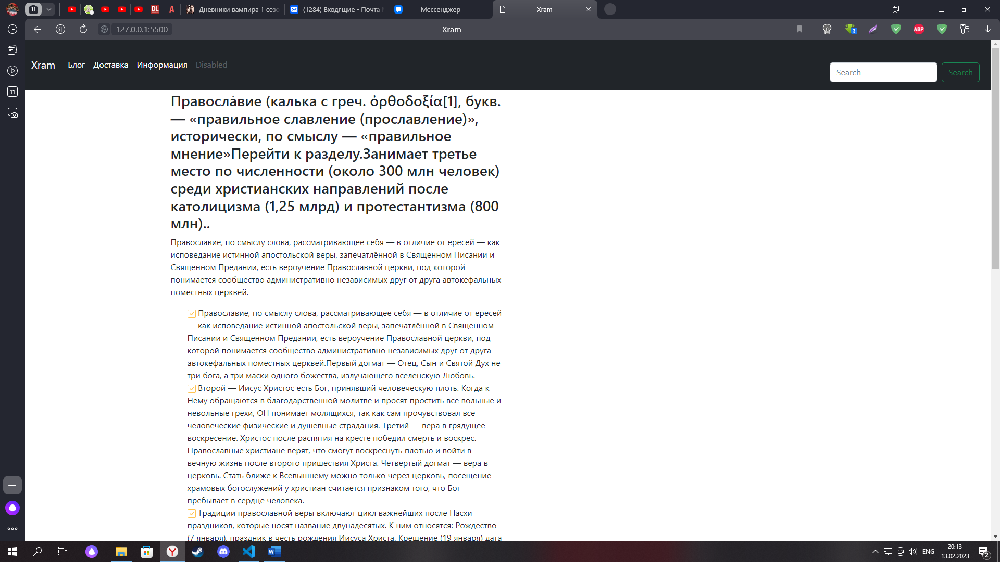 11
Дневники вампира 1 сезо
(1284) Входящие - Почта
Мессенджер
Xram
127.0.0.1:5500
Xram
ABP
11
Xram
Блог
Доставка
Информация
Disabled
Search
Search
Правосла́вие (калька с греч. ὀρθοδοξία[1], букв.
— «правильное славление (прославление)»,
исторически, по смыслу — «правильное
мнение»Перейти к разделу.Занимает третье
место по численности (около 300 млн человек)
среди христианских направлений после
католицизма (1,25 млрд) и протестантизма (800
млн)..
Православие, по смыслу слова, рассматривающее себя — в отличие от ересей — как
исповедание истинной апостольской веры, запечатлённой в Священном Писании и
Священном Предании, есть вероучение Православной церкви, под которой
понимается сообщество административно независимых друг от друга автокефальных
поместных церквей.
Православие, по смыслу слова, рассматривающее себя — в отличие от ересей
— как исповедание истинной апостольской веры, запечатлённой в Священном
Писании и Священном Предании, есть вероучение Православной церкви, под
которой понимается сообщество административно независимых друг от друга
автокефальных поместных церквей.Первый догмат — Отец, Сын и Святой Дух не
три бога, а три маски одного божества, излучающего вселенскую Любовь.
Второй — Иисус Христос есть Бог, принявший человеческую плоть. Когда к
Нему обращаются в благодарственной молитве и просят простить все вольные и
невольные грехи, ОН понимает молящихся, так как сам прочувствовал все
человеческие физические и душевные страдания. Третий — вера в грядущее
воскресение. Христос после распятия на кресте победил смерть и воскрес.
Православные христиане верят, что смогут воскреснуть плотью и войти в
вечную жизнь после второго пришествия Христа. Четвертый догмат — вера в
церковь. Стать ближе к Всевышнему можно только через церковь, посещение
храмовых богослужений у христиан считается признаком того, что Бог
пребывает в сердце человека.
Традиции православной веры включают цикл важнейших после Пасхи
праздников, которые носят название двунадесятых. К ним относятся: Рождество
(7 января), праздник в честь рождения Иисуса Христа. Крещение (19 января) дата
ENG
20:13
13.02.2023
2